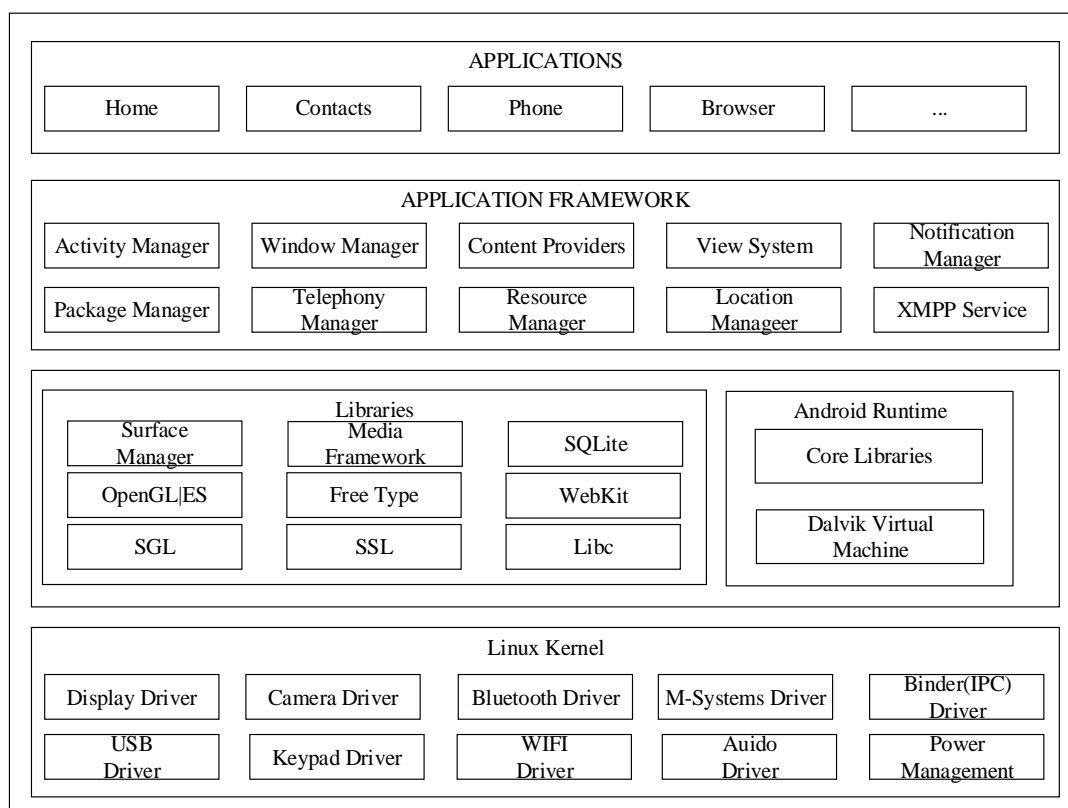 APPLICATIONS
Home
Contacts
Phone
Browser
...
APPLICATION FRAMEWORK
Activity Manager
Window Manager
Content Providers
View System
Notification
Manager
Package Manager
Telephony
Manager
Resource
Manager
Location
Manageer
XMPP Service
Libraries
Surface
Manager
Media
Framework
SQLite
OpenGL|ES
Free Type
WebKit
SGL
SSL
Libc
Android Runtime
Core Libraries
Dalvik Virtual
Machine
Linux Kernel
Display Driver
Camera Driver
Bluetooth Driver
M-Systems Driver
Binder(IPC)
Driver
USB
Driver
Keypad Driver
WIFI
Driver
Auido
Driver
Power
Management